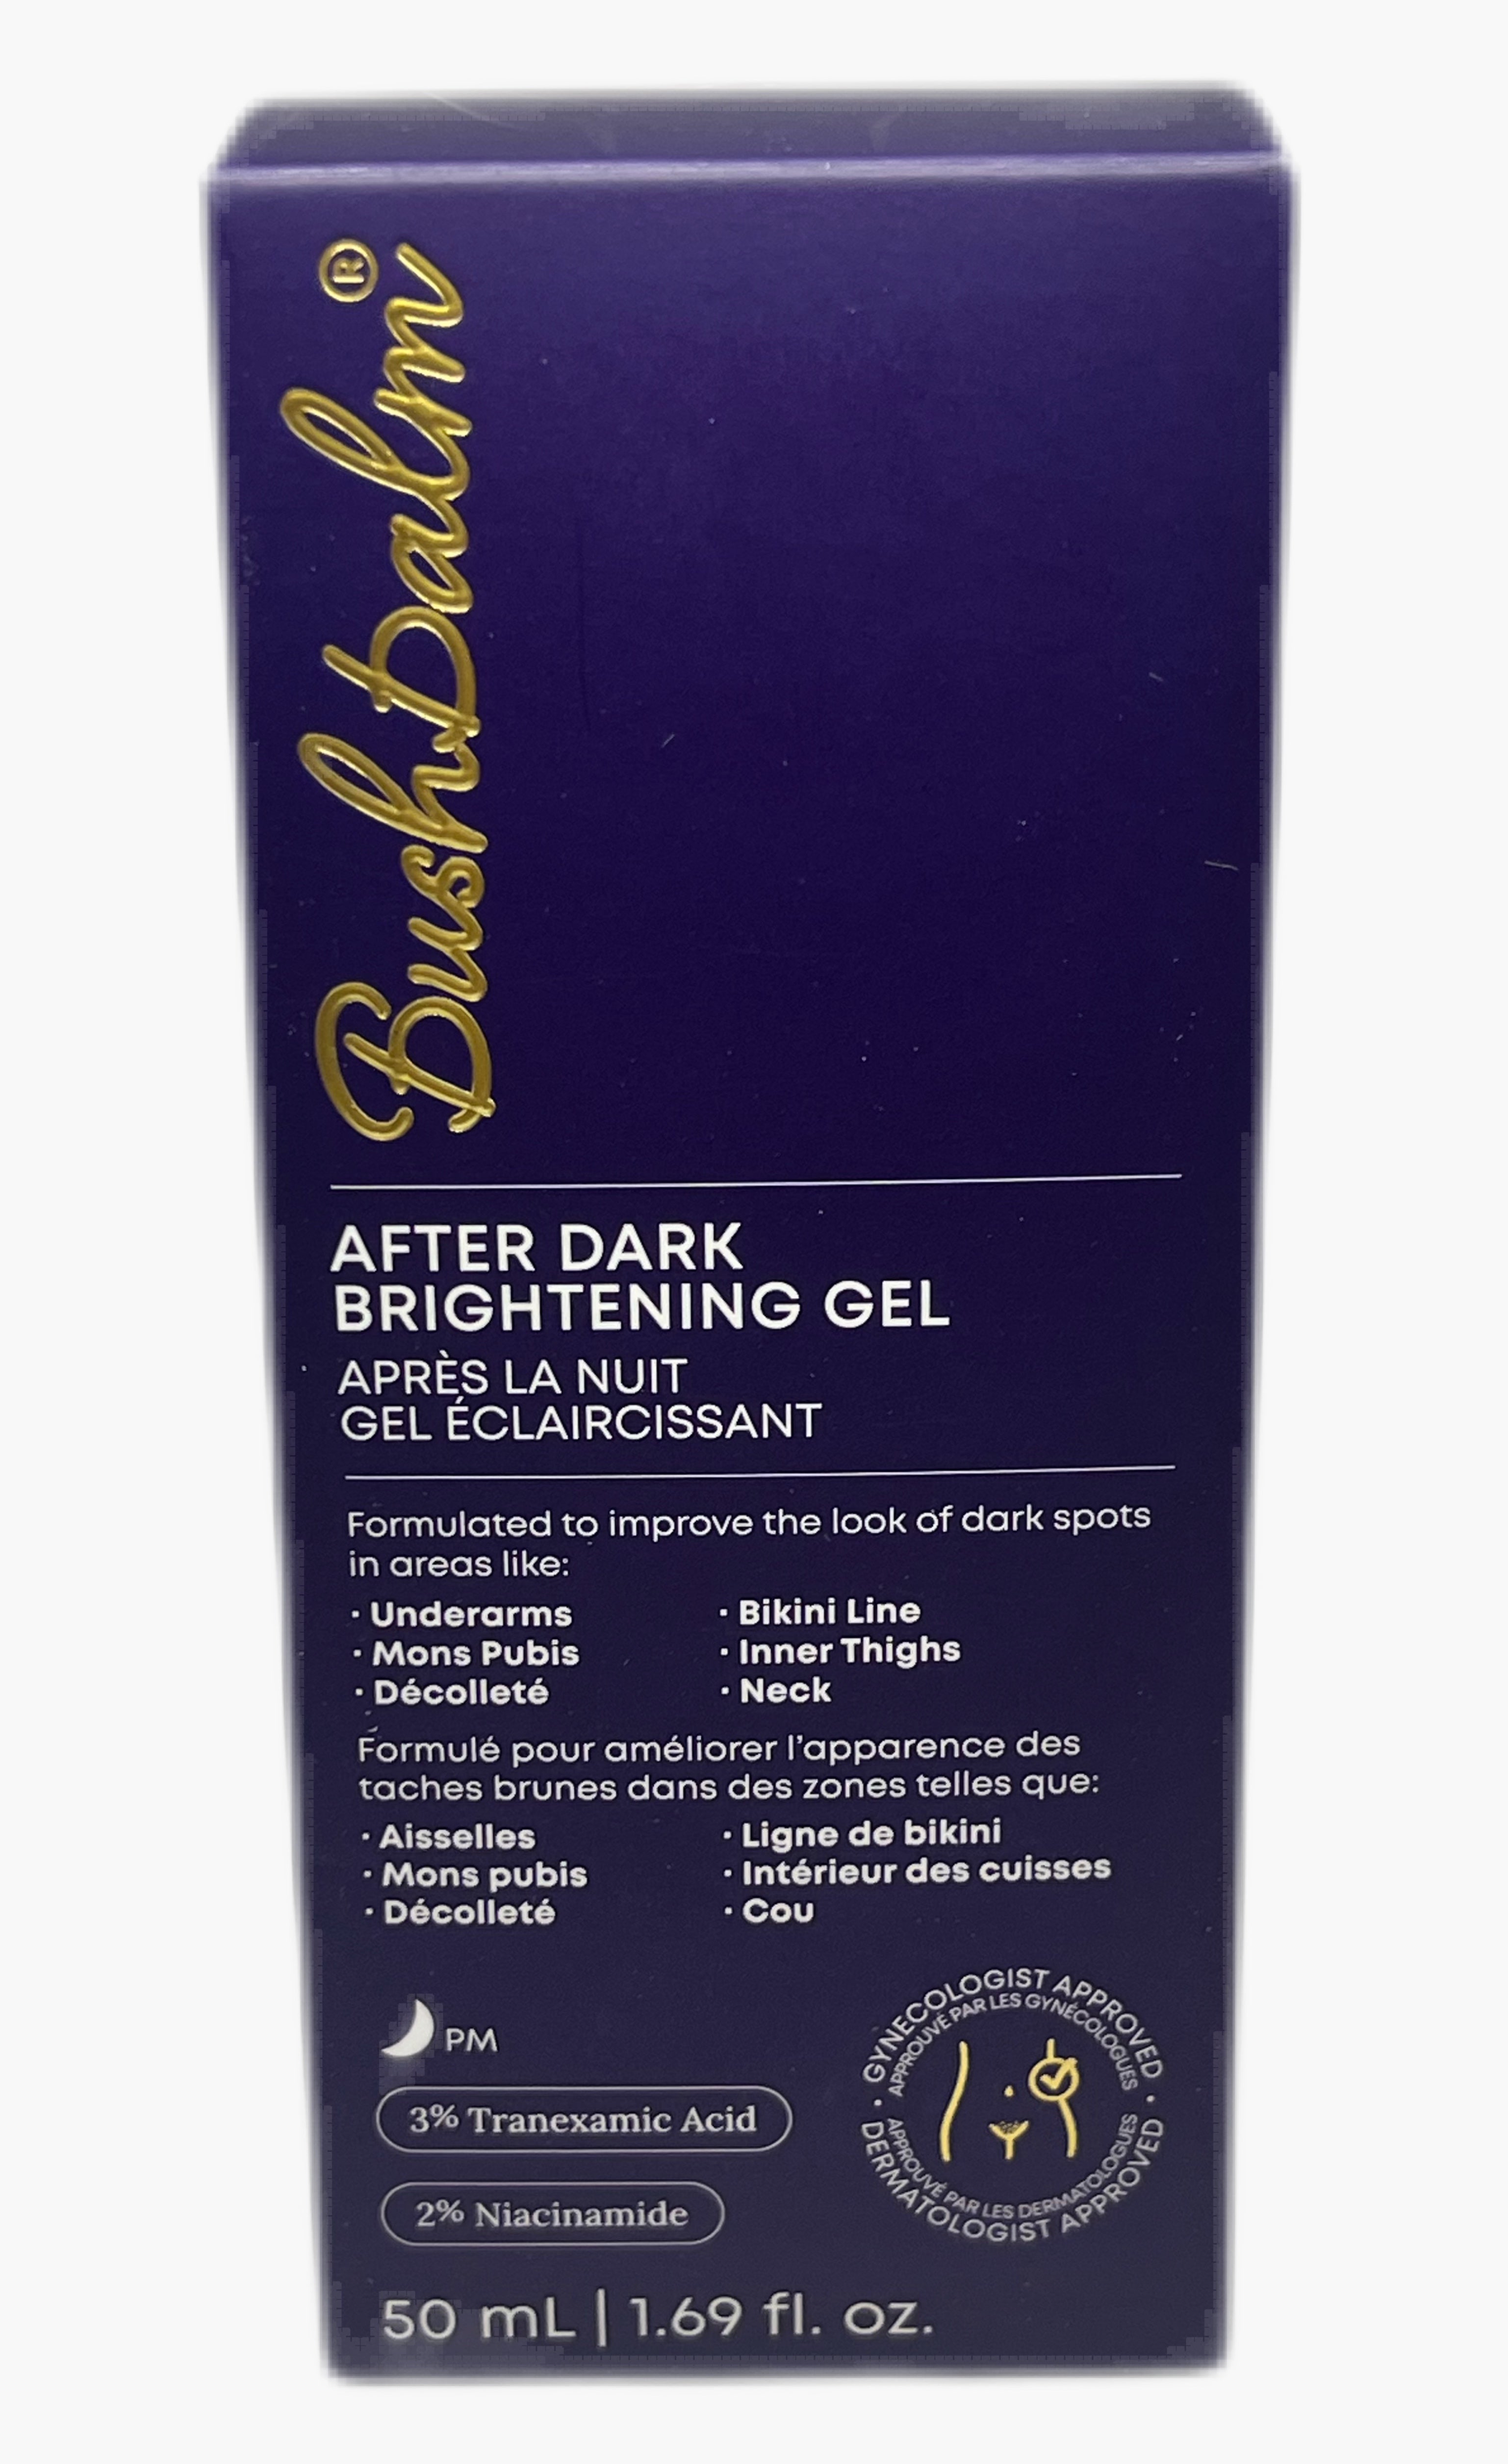 Bushbalm®
AFTER DARK
BRIGHTENING GEL
APRÈS LA NUIT
GEL ÉCLAIRCISSANT
Formulated to improve the look of dark spots
in areas like:
· Underarms
· Mons Pubis
· Décolleté
· Bikini Line
· Inner Thighs
· Neck
Formulé pour améliorer l'apparence des
taches brunes dans des zones telles que:
· Aisselles
· Mons pubis
· Décolleté
· Ligne de bikini
· Intérieur des cuisses
· Cou
PM
3% Tranexamic Acid
2% Niacinamide
· GYNECOLOGIST APPROVED ·
APPROUVÉ PAR LES GYNÉCOLOGUES
APPROUVÉ PAR LES DERMATOLOGUES
DERMATOLOGIST APPROVED
50 mL | 1.69 fl. oz.